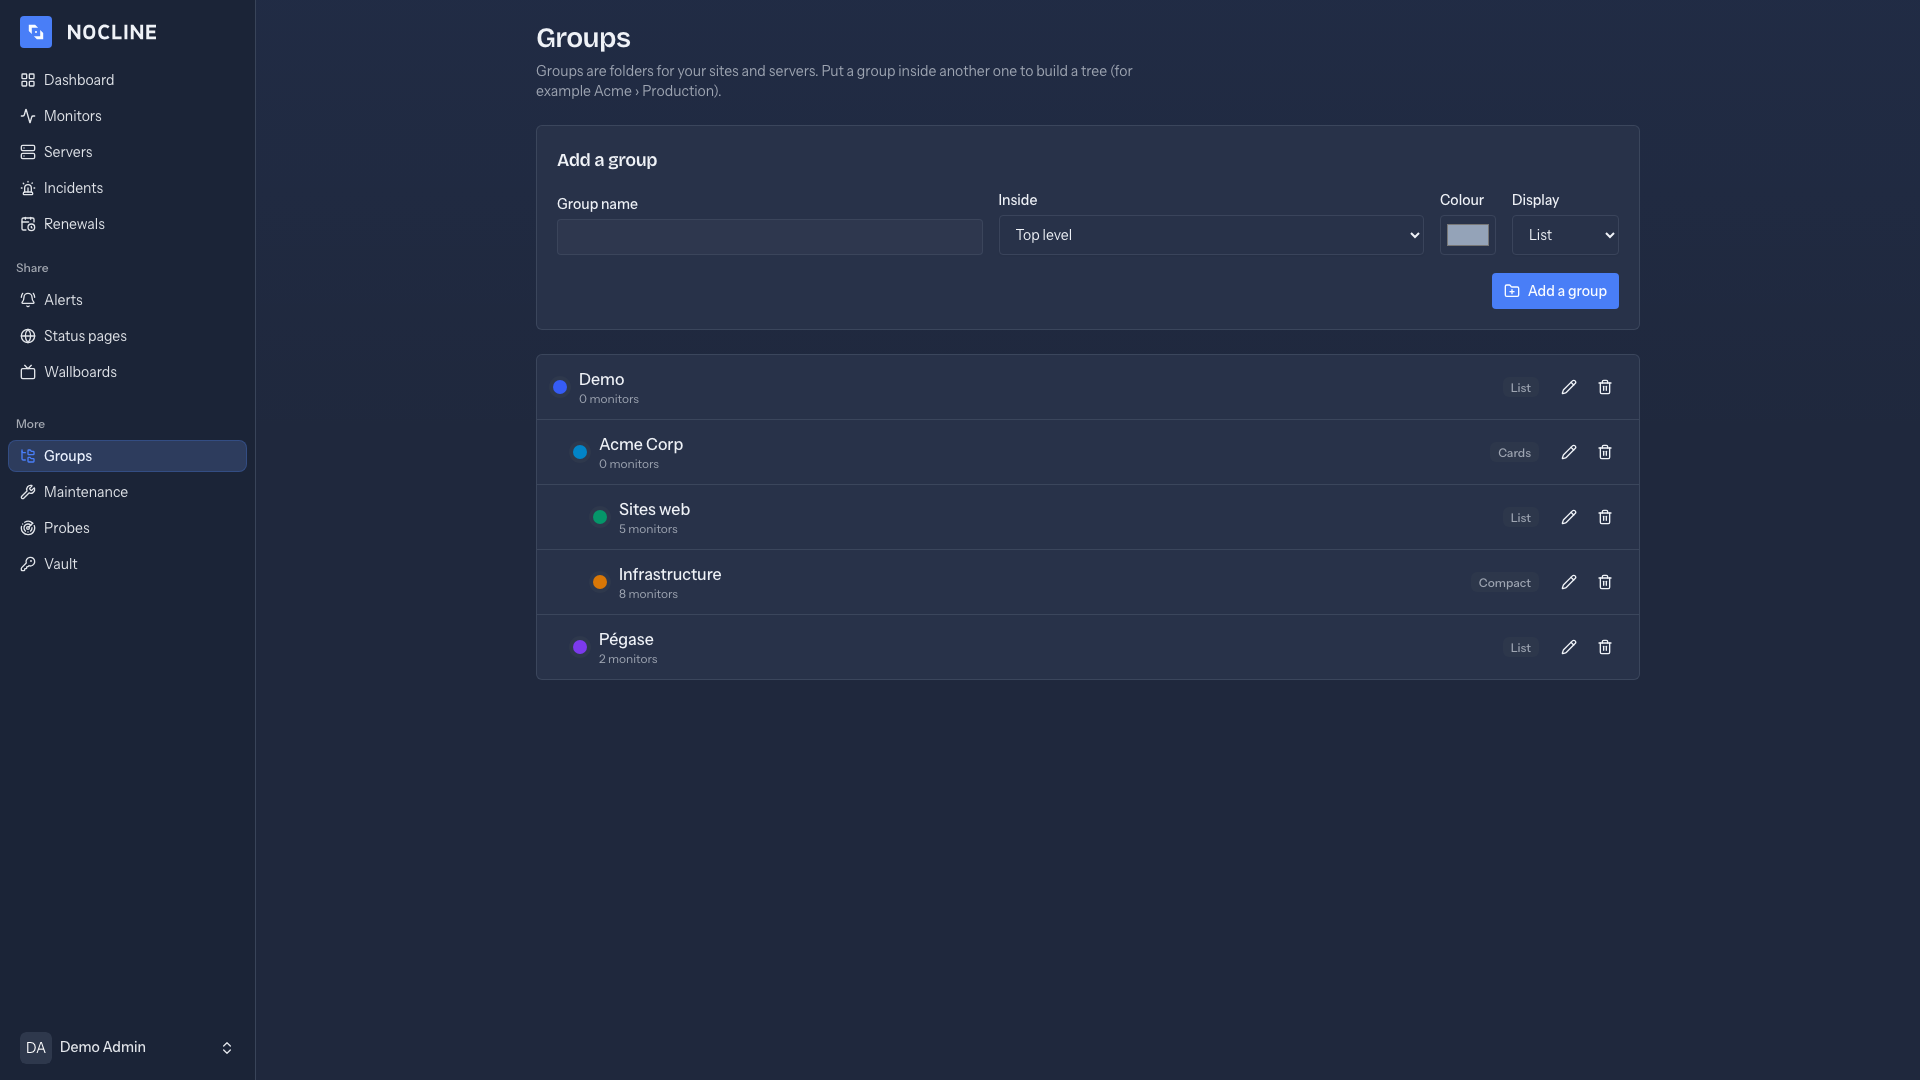 NOCLINE
Dashboard
Monitors
Servers
Incidents
Renewals
Share
Alerts
Status pages
Wallboards
More
Groups
Maintenance
Probes
Vault
DA
Demo Admin
Groups
Groups are folders for your sites and servers. Put a group inside another one to build a tree (for
example Acme › Production).
Add a group
Group name
Inside
Colour
Display
Top level
List
Add a group
Demo
0 monitors
List
Acme Corp
0 monitors
Cards
Sites web
5 monitors
List
Infrastructure
8 monitors
Compact
Pégase
2 monitors
List